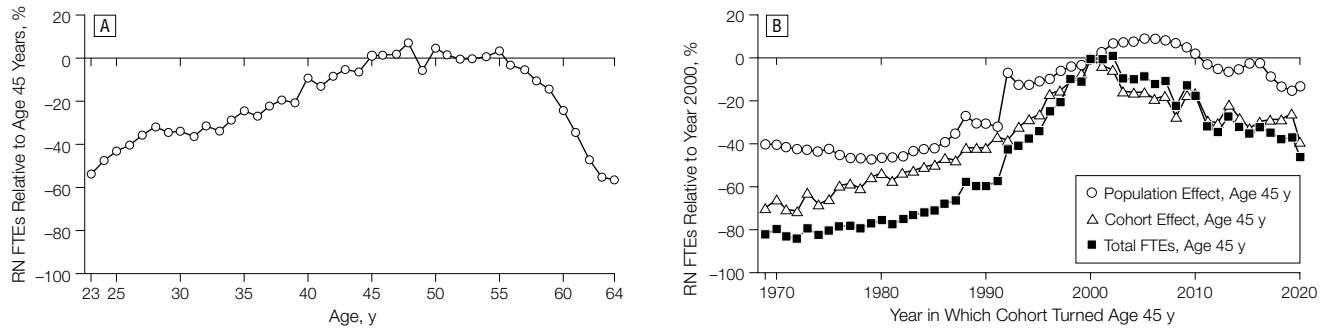 A
RN FTEs Relative to Age 45 Years, %
20
0
−20
−40
−60
−80
−100
23 25 30 35 40 45 50 55 60 64
Age, y
B
RN FTEs Relative to Year 2000, %
20
0
−20
−40
−60
−80
−100
Population Effect, Age 45 y
Cohort Effect, Age 45 y
Total FTEs, Age 45 y
1970 1980 1990 2000 2010 2020
Year in Which Cohort Turned Age 45 y